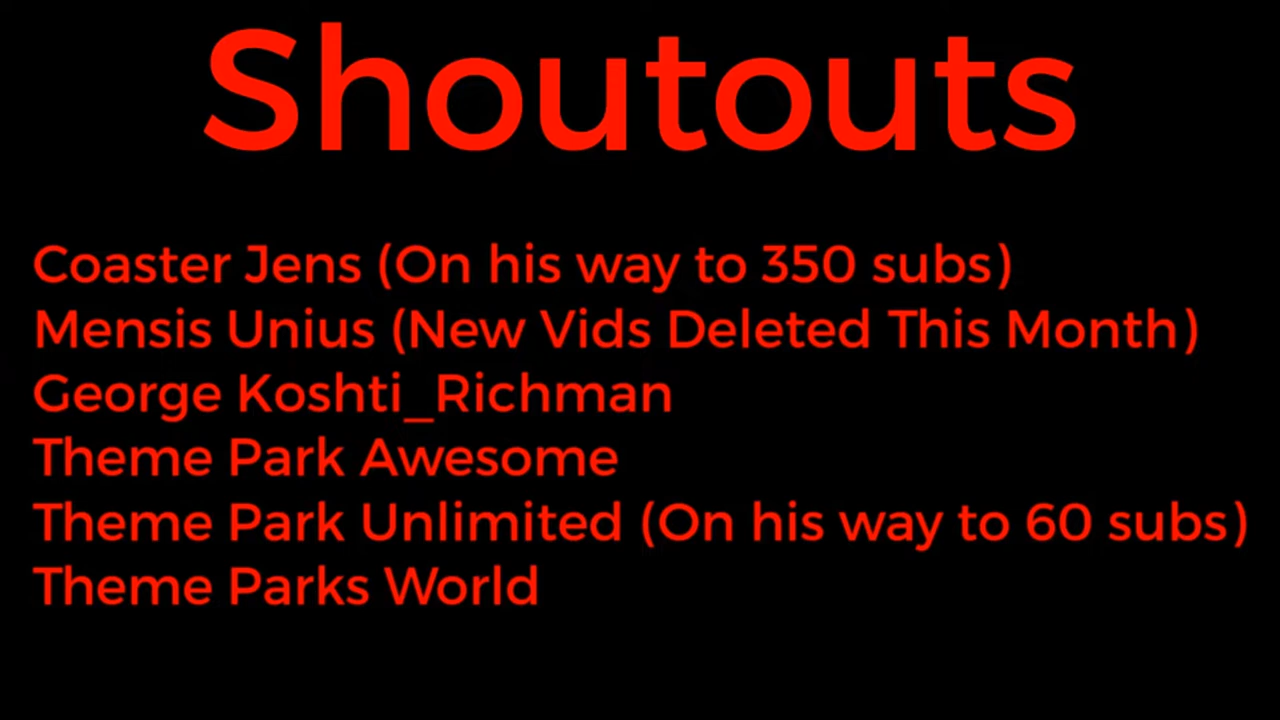 Shoutouts
Coaster Jens (On his way to 350 subs)
Mensis Unius (New Vids Deleted This Month)
George Koshti_Richman
Theme Park Awesome
Theme Park Unlimited (On his way to 60 subs)
Theme Parks World